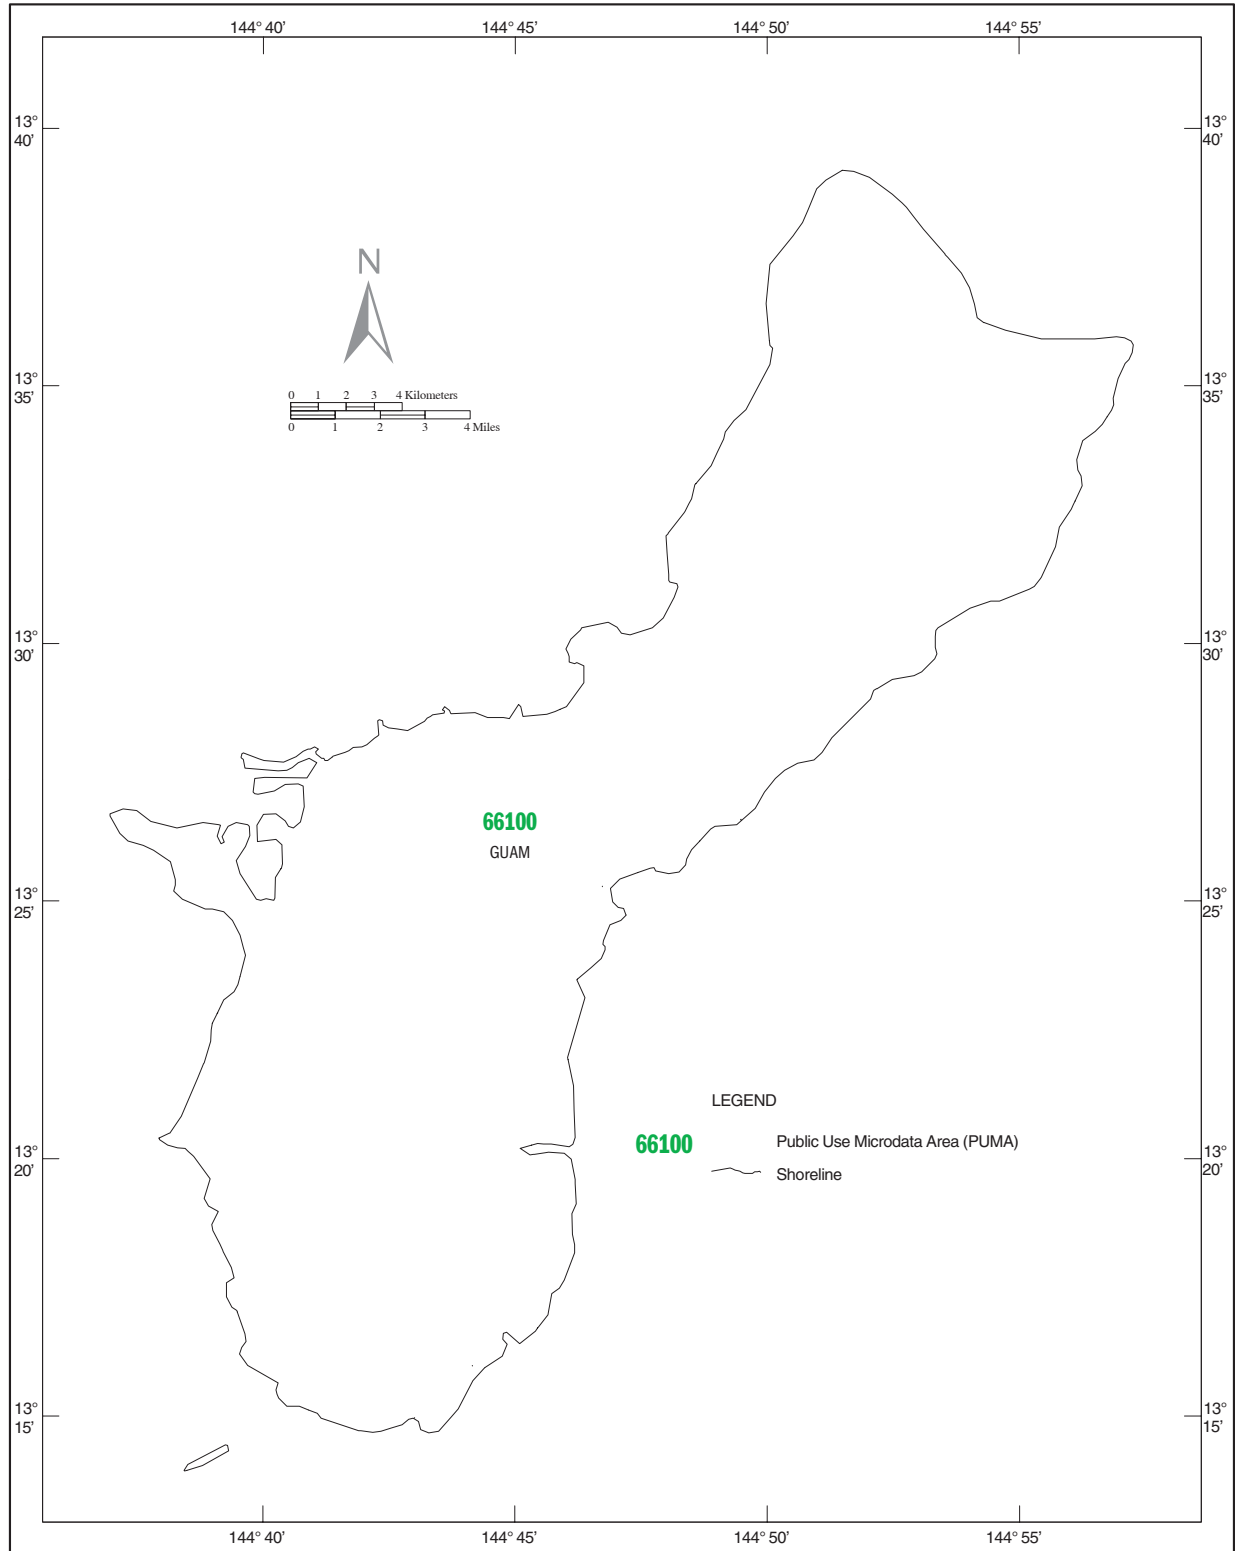 144° 40' 144° 45' 144° 50' 144° 55'
13° 13°
40' 40'
N
13° 13°
35' 35'
0 1 2 3 4 Kilometers
0 1 2 3 4 Miles
13° 13°
30' 30'
66100
GUAM
13° 13°
25' 25'
LEGEND
66100 Public Use Microdata Area (PUMA)
Shoreline
13° 13°
20' 20'
13° 13°
15' 15'
144° 40' 144° 45' 144° 50' 144° 55'